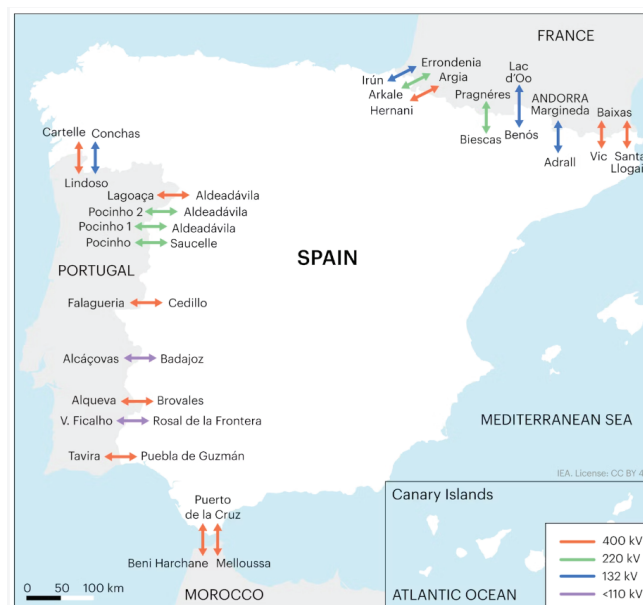 FRANCE
Errondenia
Irún
Argia
Arkale
Hernani
Lac
d'Oo
Pragnéres
Biescas
Benós
ANDORRA
Margineda
Adrall
Baixas
Vic
Santa
Llogaia
Cartelle
Conchas
Lindoso
Lagoaça
Aldeadávila
Pocinho 2
Aldeadávila
Pocinho 1
Aldeadávila
Pocinho
Saucelle
SPAIN
PORTUGAL
Falagueria
Cedillo
Alcáçovas
Badajoz
Alqueva
Brovales
V. Ficalho
Rosal de la Frontera
MEDITERRANEAN SEA
Tavira
Puebla de Guzmán
IEA. License: CC BY 4
Puerto
de la Cruz
Beni Harchane
Melloussa
Canary Islands
400 kV
220 kV
132 kV
<110 kV
0 50 100 km
MOROCCO
ATLANTIC OCEAN